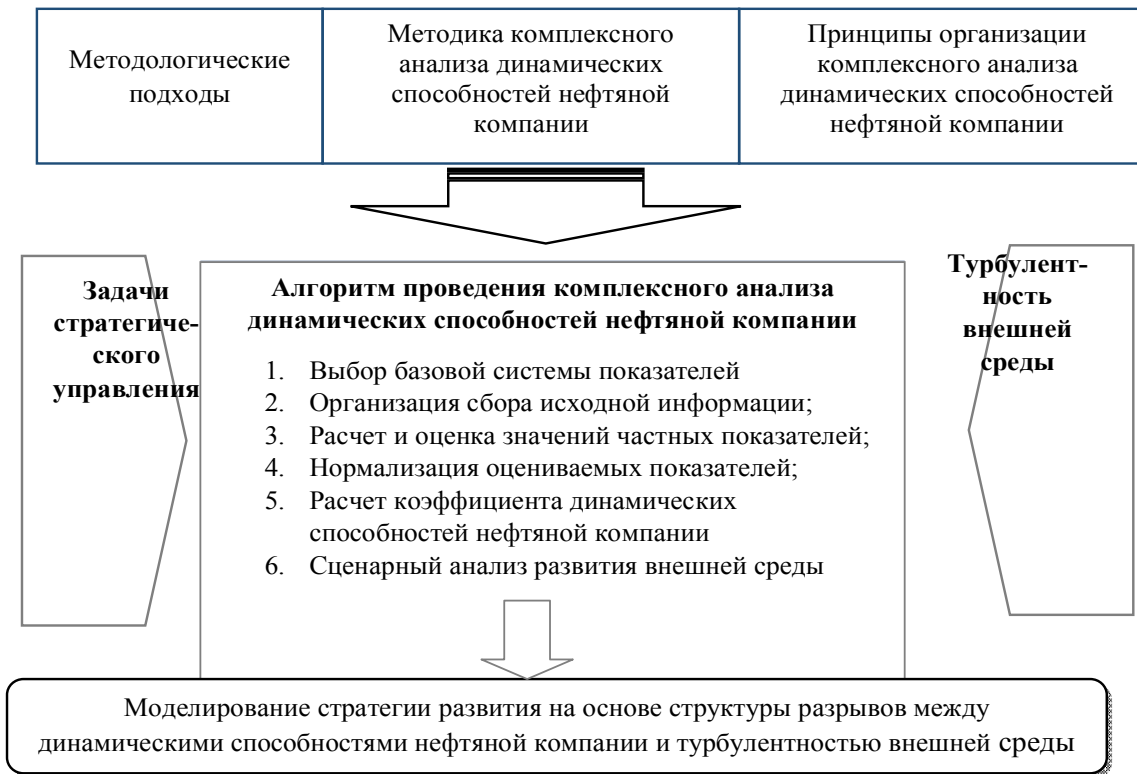 Методологические
подходы
Методика комплексного
анализа динамических
способностей нефтяной
компании
Принципы организации
комплексного анализа
динамических способностей
нефтяной компании
Задачи
стратегиче-
ского
управления
Алгоритм проведения комплексного анализа
динамических способностей нефтяной компании
1. Выбор базовой системы показателей
2. Организация сбора исходной информации;
3. Расчет и оценка значений частных показателей;
4. Нормализация оцениваемых показателей;
5. Расчет коэффициента динамических
способностей нефтяной компании
6. Сценарный анализ развития внешней среды
Турбулент-
ность
внешней
среды
Моделирование стратегии развития на основе структуры разрывов между
динамическими способностями нефтяной компании и турбулентностью внешней среды